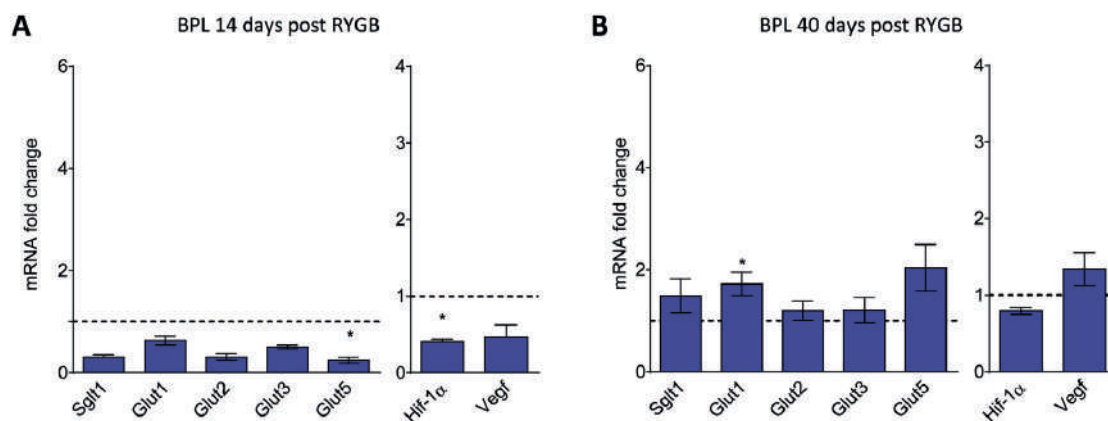 A
BPL 14 days post RYGB
mRNA fold change
6
4
2
0
Sglt1
Glut1
Glut2
Glut3
Glut5
*
4
3
2
1
0
*
Hif-1α
Vegf
B
BPL 40 days post RYGB
mRNA fold change
6
4
2
0
*
Sglt1
Glut1
Glut2
Glut3
Glut5
4
3
2
1
0
Hif-1α
Vegf